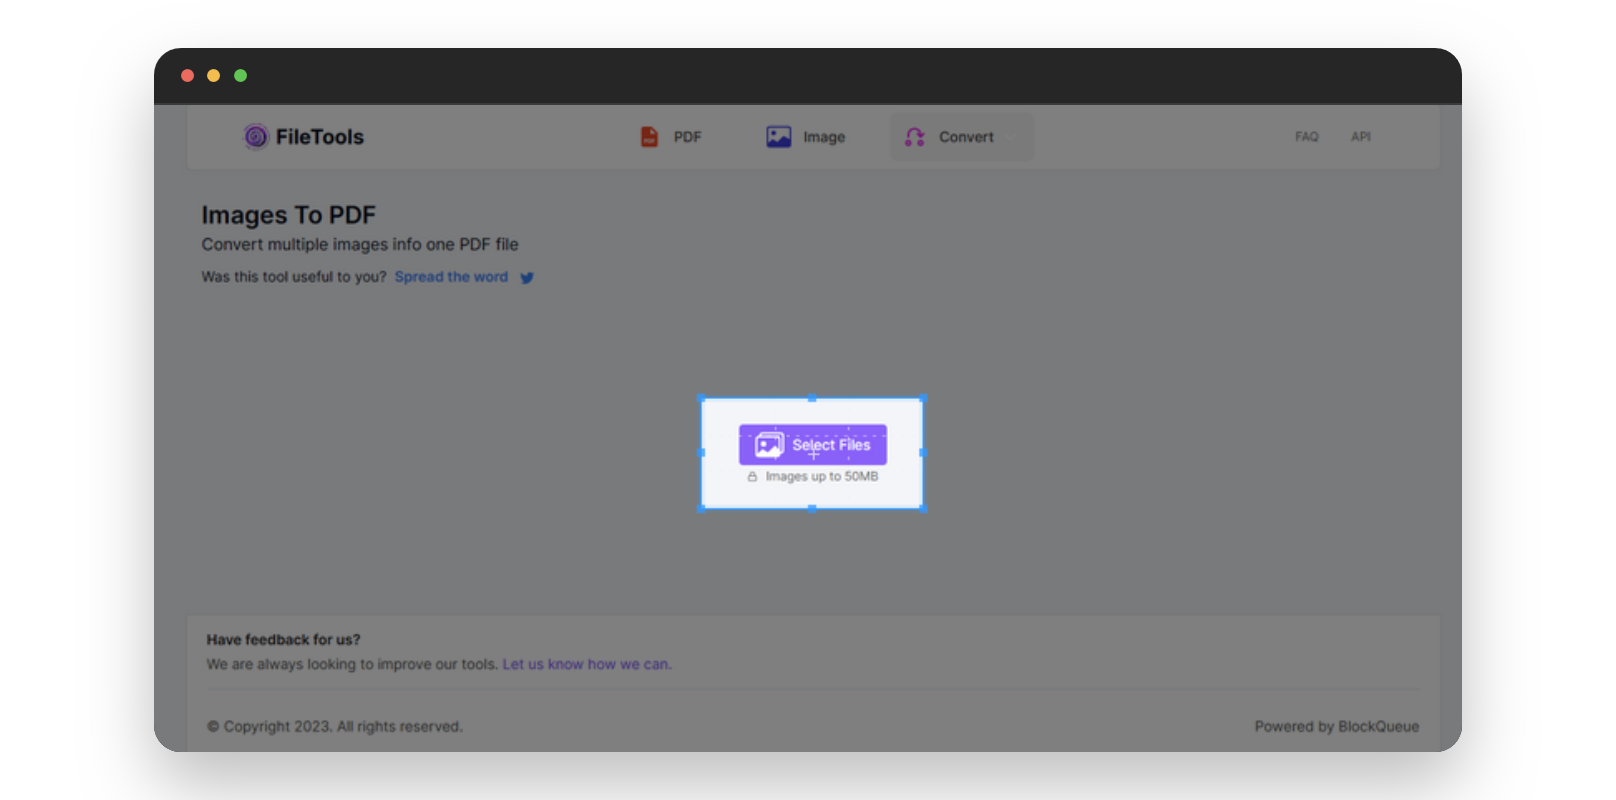 FileTools
PDF
Image
Convert
FAQ
API
Images To PDF
Convert multiple images info one PDF file
Was this tool useful to you? Spread the word
Select Files
Images up to 50MB
Have feedback for us?
We are always looking to improve our tools. Let us know how we can.
© Copyright 2023. All rights reserved.
Powered by BlockQueue